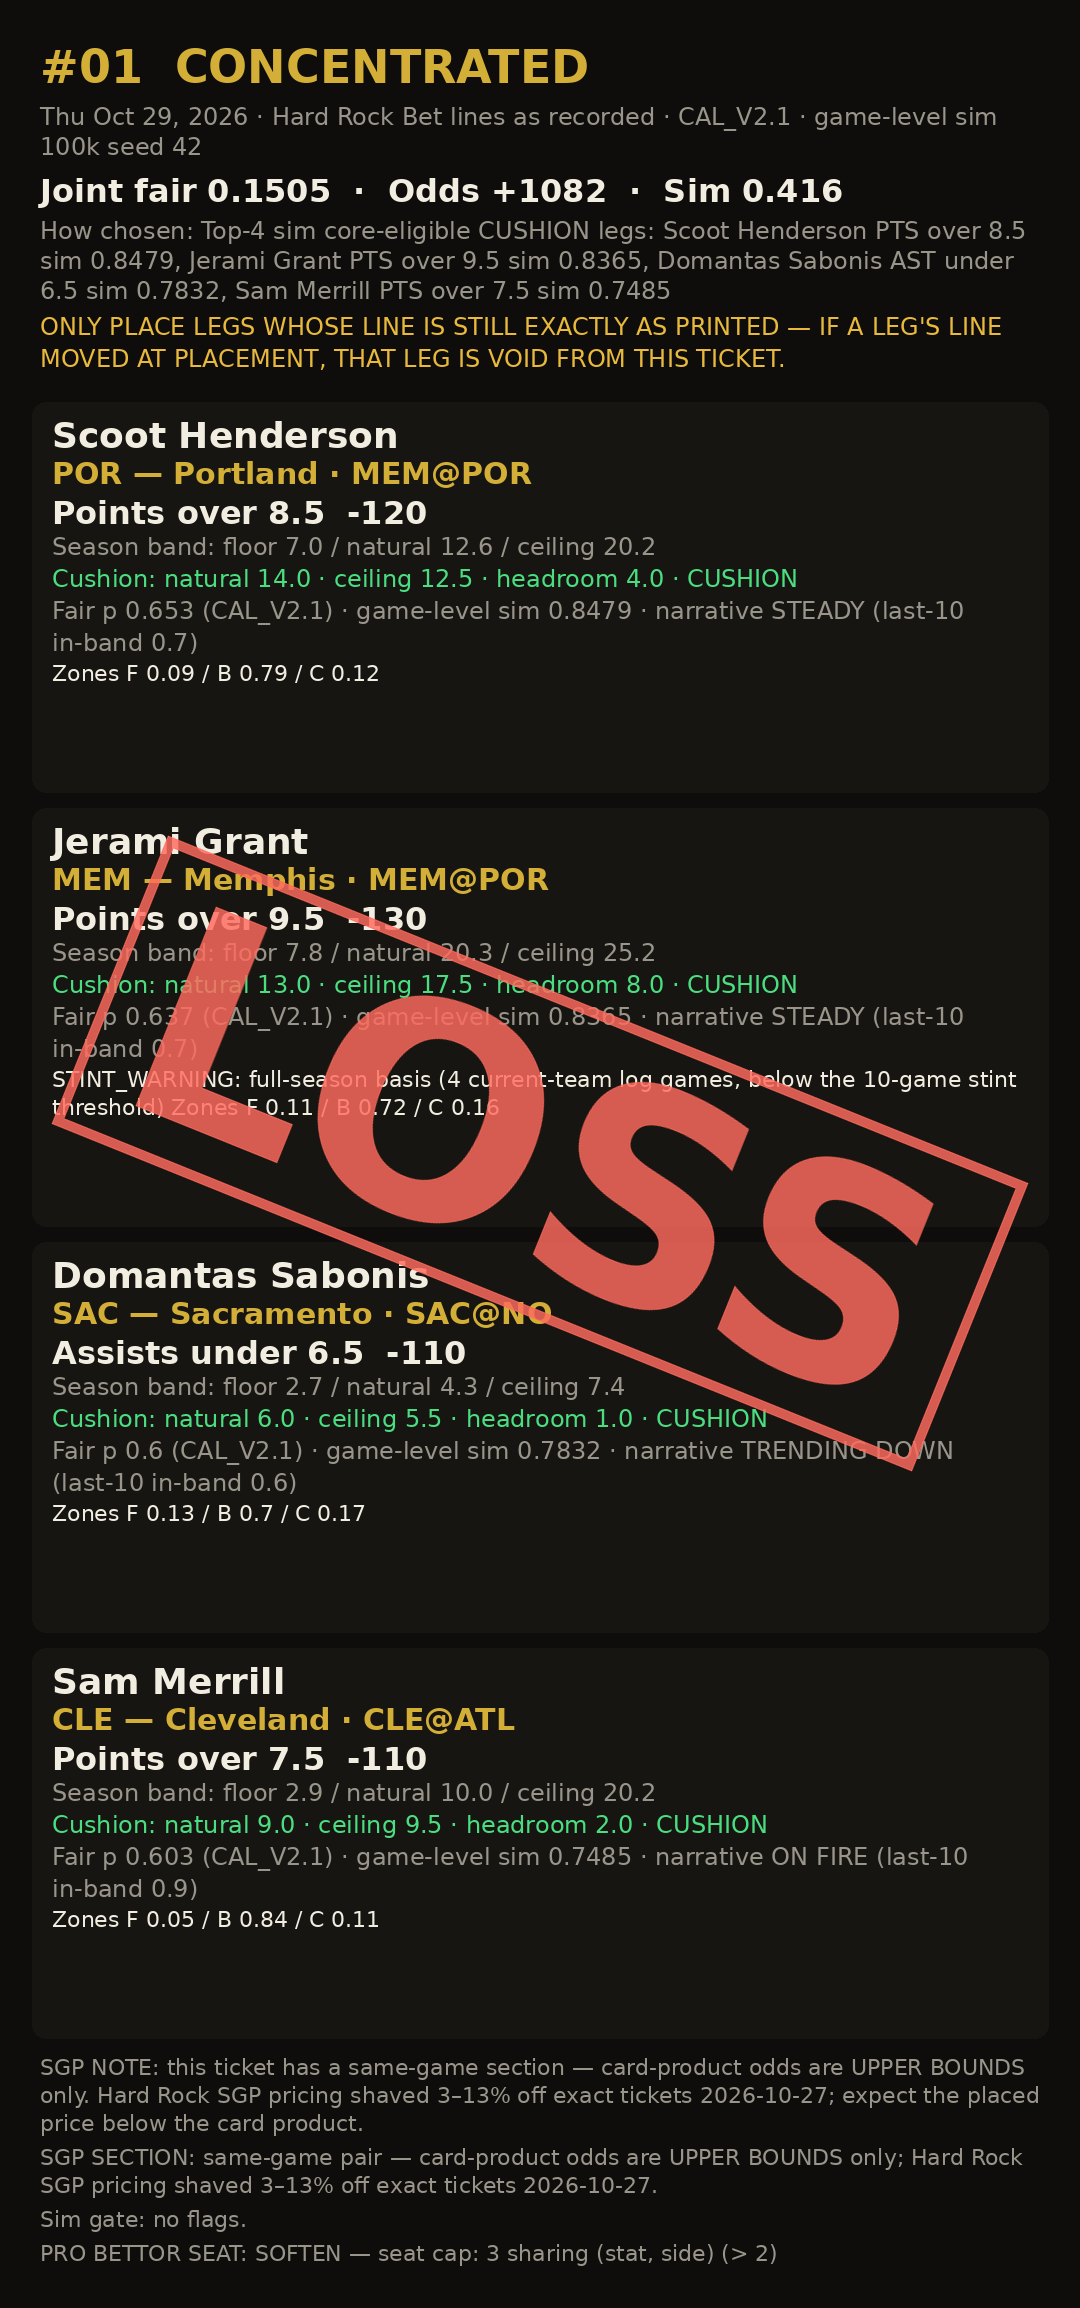 #01 CONCENTRATED
Thu Oct 29, 2026 · Hard Rock Bet lines as recorded · CAL_V2.1 · game-level sim
100k seed 42
Joint fair 0.1505 · Odds +1082 · Sim 0.416
How chosen: Top-4 sim core-eligible CUSHION legs: Scoot Henderson PTS over 8.5
sim 0.8479, Jerami Grant PTS over 9.5 sim 0.8365, Domantas Sabonis AST under
6.5 sim 0.7832, Sam Merrill PTS over 7.5 sim 0.7485
ONLY PLACE LEGS WHOSE LINE IS STILL EXACTLY AS PRINTED — IF A LEG'S LINE
MOVED AT PLACEMENT, THAT LEG IS VOID FROM THIS TICKET.
Scoot Henderson
POR — Portland · MEM@POR
Points over 8.5 -120
Season band: floor 7.0 / natural 12.6 / ceiling 20.2
Cushion: natural 14.0 · ceiling 12.5 · headroom 4.0 · CUSHION
Fair p 0.653 (CAL_V2.1) · game-level sim 0.8479 · narrative STEADY (last-10
in-band 0.7)
Zones F 0.09 / B 0.79 / C 0.12
Jerami Grant
MEM — Memphis · MEM@POR
Points over 9.5 -130
Season band: floor 7.8 / natural 20.3 / ceiling 25.2
Cushion: natural 13.0 · ceiling 17.5 · headroom 8.0 · CUSHION
Fair p 0.637 (CAL_V2.1) · game-level sim 0.8365 · narrative STEADY (last-10
in-band 0.7)
STINT_WARNING: full-season basis (4 current-team log games, below the 10-game stint
threshold) Zones F 0.11 / B 0.72 / C 0.16
LOSS
Domantas Sabonis
SAC — Sacramento · SAC@NO
Assists under 6.5 -110
Season band: floor 2.7 / natural 4.3 / ceiling 7.4
Cushion: natural 6.0 · ceiling 5.5 · headroom 1.0 · CUSHION
Fair p 0.6 (CAL_V2.1) · game-level sim 0.7832 · narrative TRENDING DOWN
(last-10 in-band 0.6)
Zones F 0.13 / B 0.7 / C 0.17
Sam Merrill
CLE — Cleveland · CLE@ATL
Points over 7.5 -110
Season band: floor 2.9 / natural 10.0 / ceiling 20.2
Cushion: natural 9.0 · ceiling 9.5 · headroom 2.0 · CUSHION
Fair p 0.603 (CAL_V2.1) · game-level sim 0.7485 · narrative ON FIRE (last-10
in-band 0.9)
Zones F 0.05 / B 0.84 / C 0.11
SGP NOTE: this ticket has a same-game section — card-product odds are UPPER BOUNDS
only. Hard Rock SGP pricing shaved 3–13% off exact tickets 2026-10-27; expect the placed
price below the card product.
SGP SECTION: same-game pair — card-product odds are UPPER BOUNDS only; Hard Rock
SGP pricing shaved 3–13% off exact tickets 2026-10-27.
Sim gate: no flags.
PRO BETTOR SEAT: SOFTEN — seat cap: 3 sharing (stat, side) (> 2)